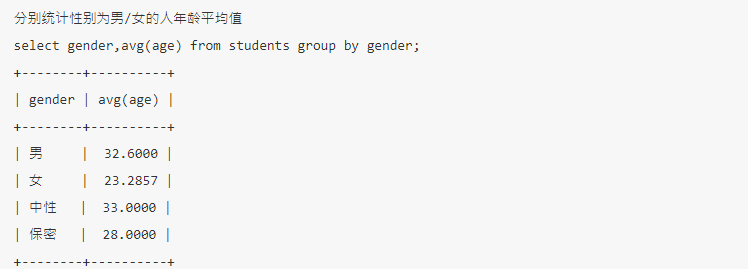 分别统计性别为男/女的人年龄平均值
select gender,avg(age) from students group by gender;
+--------+----------+
| gender | avg(age) |
+--------+----------+
| 男     |  32.6000 |
| 女     |  23.2857 |
| 中性   |  33.0000 |
| 保密   |  28.0000 |
+--------+----------+